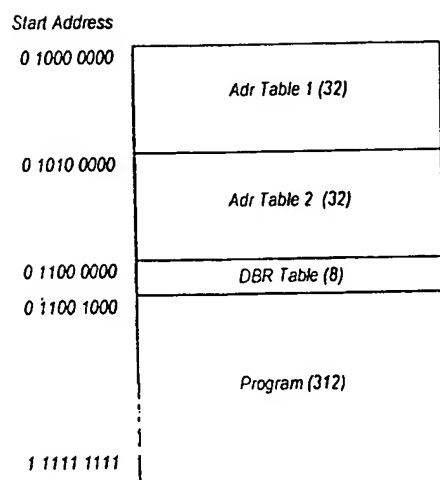 Start Address
0 1000 0000
Adr Table 1 (32)
0 1010 0000
Adr Table 2 (32)
0 1100 0000
DBR Table (8)
0 1100 1000
Program (312)
1 1111 1111